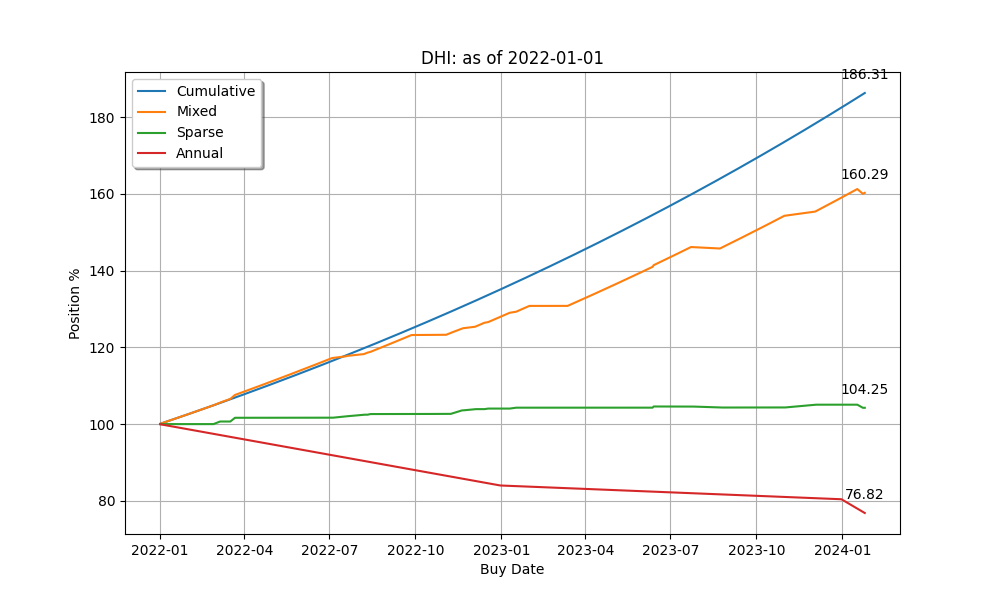 DHI: as of 2022-01-01
186.31
Cumulative
Mixed
Sparse
Annual
180
160.29
160
140
120
104.25
100
76.82
80
Position %
2022-01 2022-04 2022-07 2022-10 2023-01 2023-04 2023-07 2023-10 2024-01
Buy Date